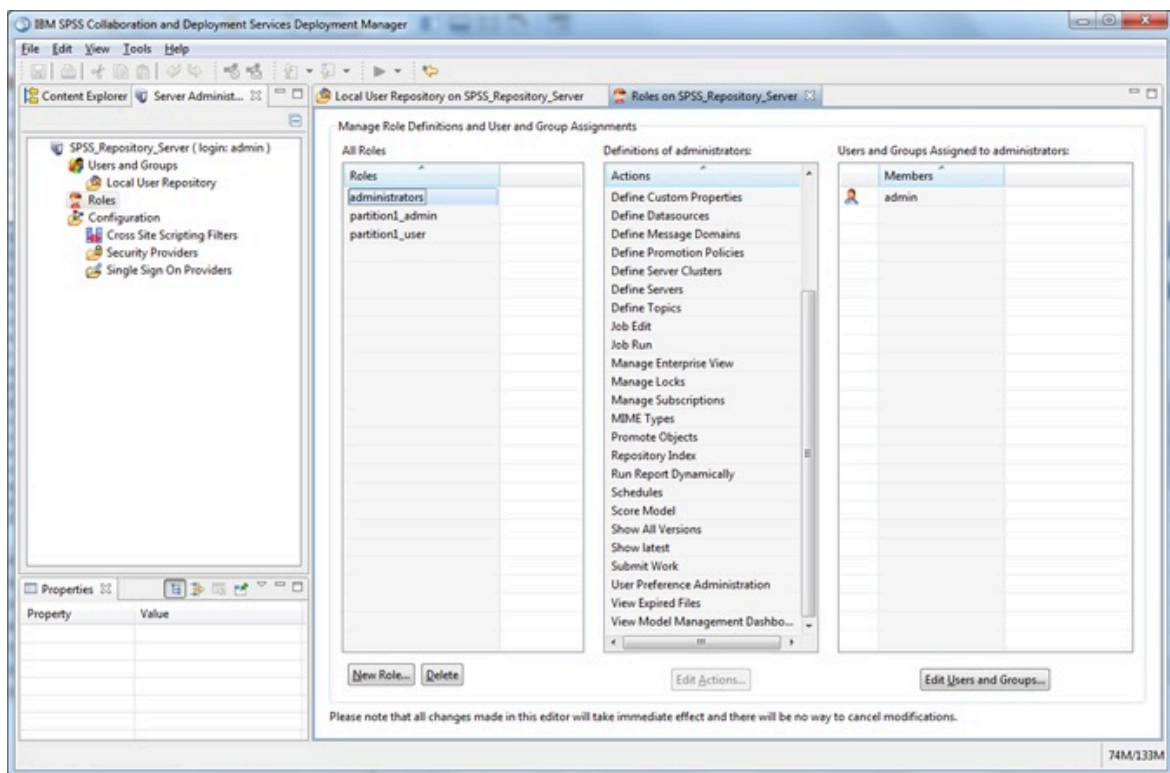 IBM SPSS Collaboration and Deployment Services Deployment Manager
File Edit View Tools Help
Content Explorer Server Administ...
SPSS_Repository_Server ( login: admin )
Users and Groups
Local User Repository
Roles
Configuration
Cross Site Scripting Filters
Security Providers
Single Sign On Providers
Properties
Property Value
Local User Repository on SPSS_Repository_Server Roles on SPSS_Repository_Server
Manage Role Definitions and User and Group Assignments
All Roles
Roles
administrators
partition1_admin
partition1_user
New Role... Delete
Definitions of administrators:
Actions
Define Custom Properties
Define Datasources
Define Message Domains
Define Promotion Policies
Define Server Clusters
Define Servers
Define Topics
Job Edit
Job Run
Manage Enterprise View
Manage Locks
Manage Subscriptions
MIME Types
Promote Objects
Repository Index
Run Report Dynamically
Schedules
Score Model
Show All Versions
Show latest
Submit Work
User Preference Administration
View Expired Files
View Model Management Dashbo...
Edit Actions...
Users and Groups Assigned to administrators:
Members
admin
Edit Users and Groups...
Please note that all changes made in this editor will take immediate effect and there will be no way to cancel modifications.
74M/133M